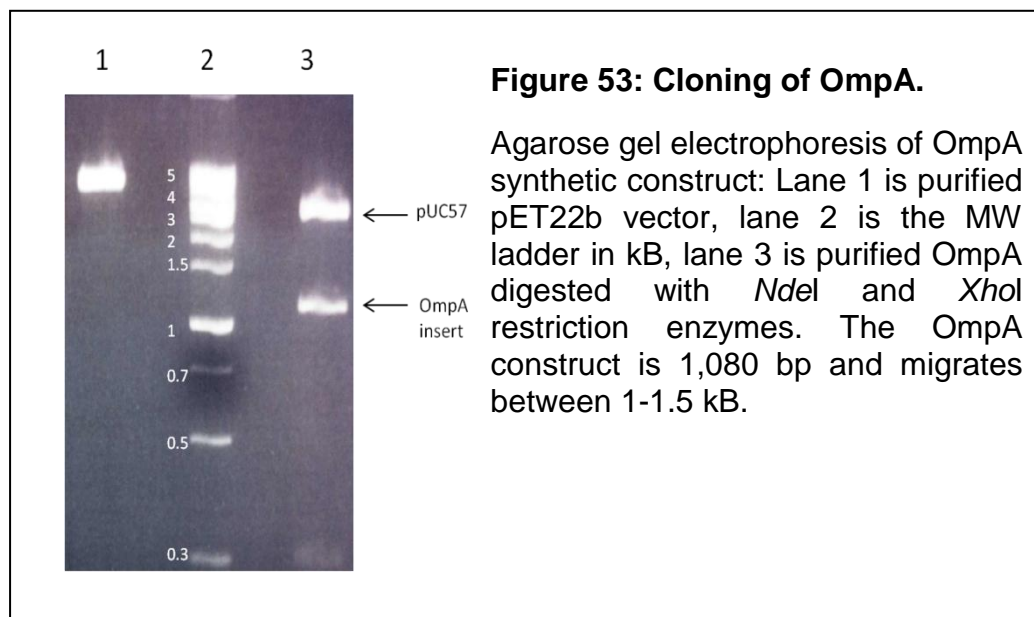 1 2 3
5
4
3
2
1.5
1
0.7
0.5
0.3
pUC57
OmpA
insert
Figure 53: Cloning of OmpA.
Agarose gel electrophoresis of OmpA
synthetic construct: Lane 1 is purified
pET22b vector, lane 2 is the MW
ladder in kB, lane 3 is purified OmpA
digested with NdeI and XhoI
restriction enzymes. The OmpA
construct is 1,080 bp and migrates
between 1-1.5 kB.